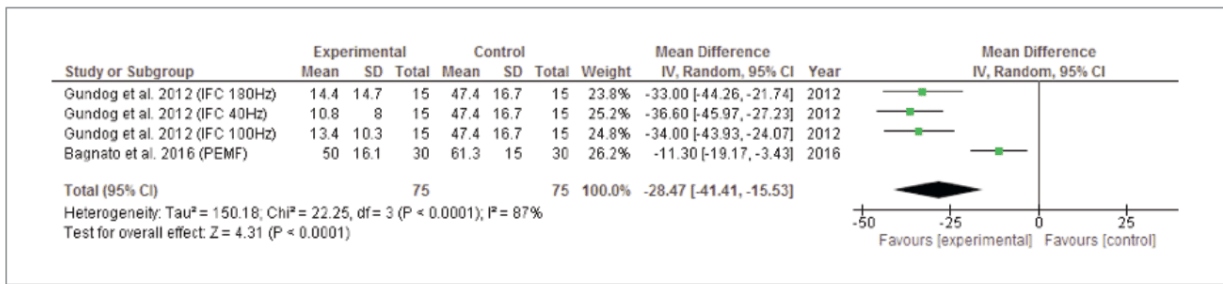 Experimental Control Mean Difference Mean Difference
Study or Subgroup Mean SD Total Mean SD Total Weight IV, Random, 95% CI Year IV, Random, 95% CI
Gundog et al. 2012 (IFC 180Hz) 14.4 14.7 15 47.4 16.7 15 23.8% -33.00 [-44.26, -21.74] 2012
Gundog et al. 2012 (IFC 40Hz) 10.8 8 15 47.4 16.7 15 25.2% -36.60 [-45.97, -27.23] 2012
Gundog et al. 2012 (IFC 100Hz) 13.4 10.3 15 47.4 16.7 15 24.8% -34.00 [-43.93, -24.07] 2012
Bagnato et al. 2016 (PEMF) 50 16.1 30 61.3 15 30 26.2% -11.30 [-19.17, -3.43] 2016
Total (95% CI) 75 75 100.0% -28.47 [-41.41, -15.53]
Heterogeneity: Tau² = 150.18; Chi² = 22.25, df = 3 (P < 0.0001); I² = 87%
Test for overall effect: Z = 4.31 (P < 0.0001)
-50 -25 0 25
Favours [experimental] Favours [control]